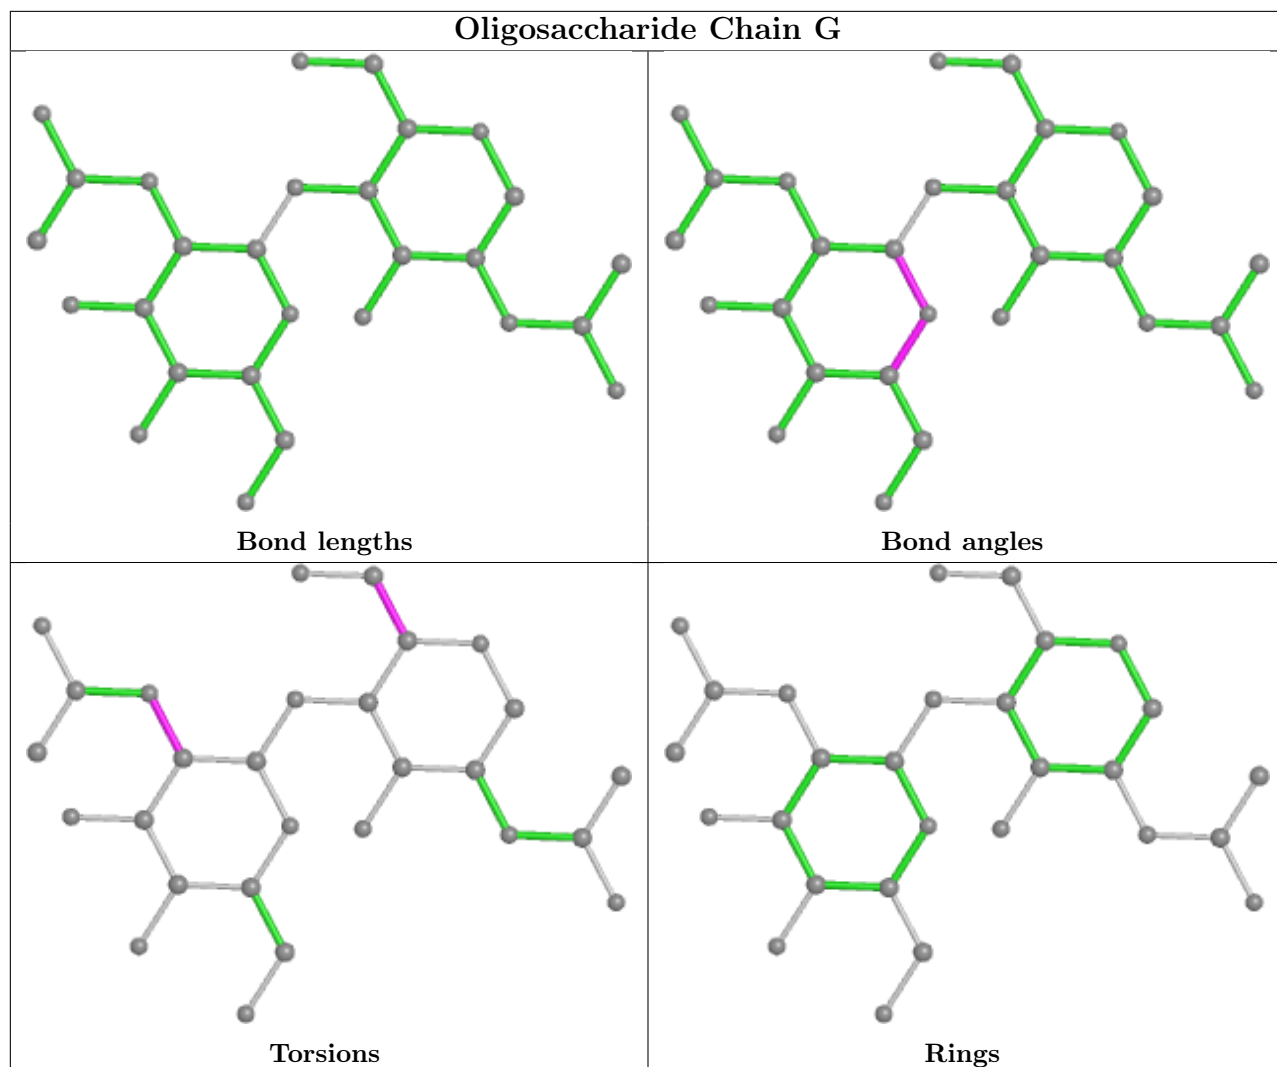 Oligosaccharide Chain G
Bond lengths
Bond angles
Torsions
Rings